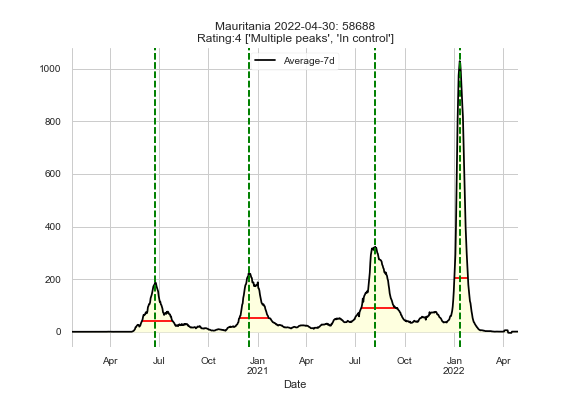 Mauritania 2022-04-30: 58688
Rating:4 ['Multiple peaks', 'In control']
Average-7d
1000
800
600
400
200
0
Apr Jul Oct Jan Apr Jul Oct Jan Apr
2021 2022
Date